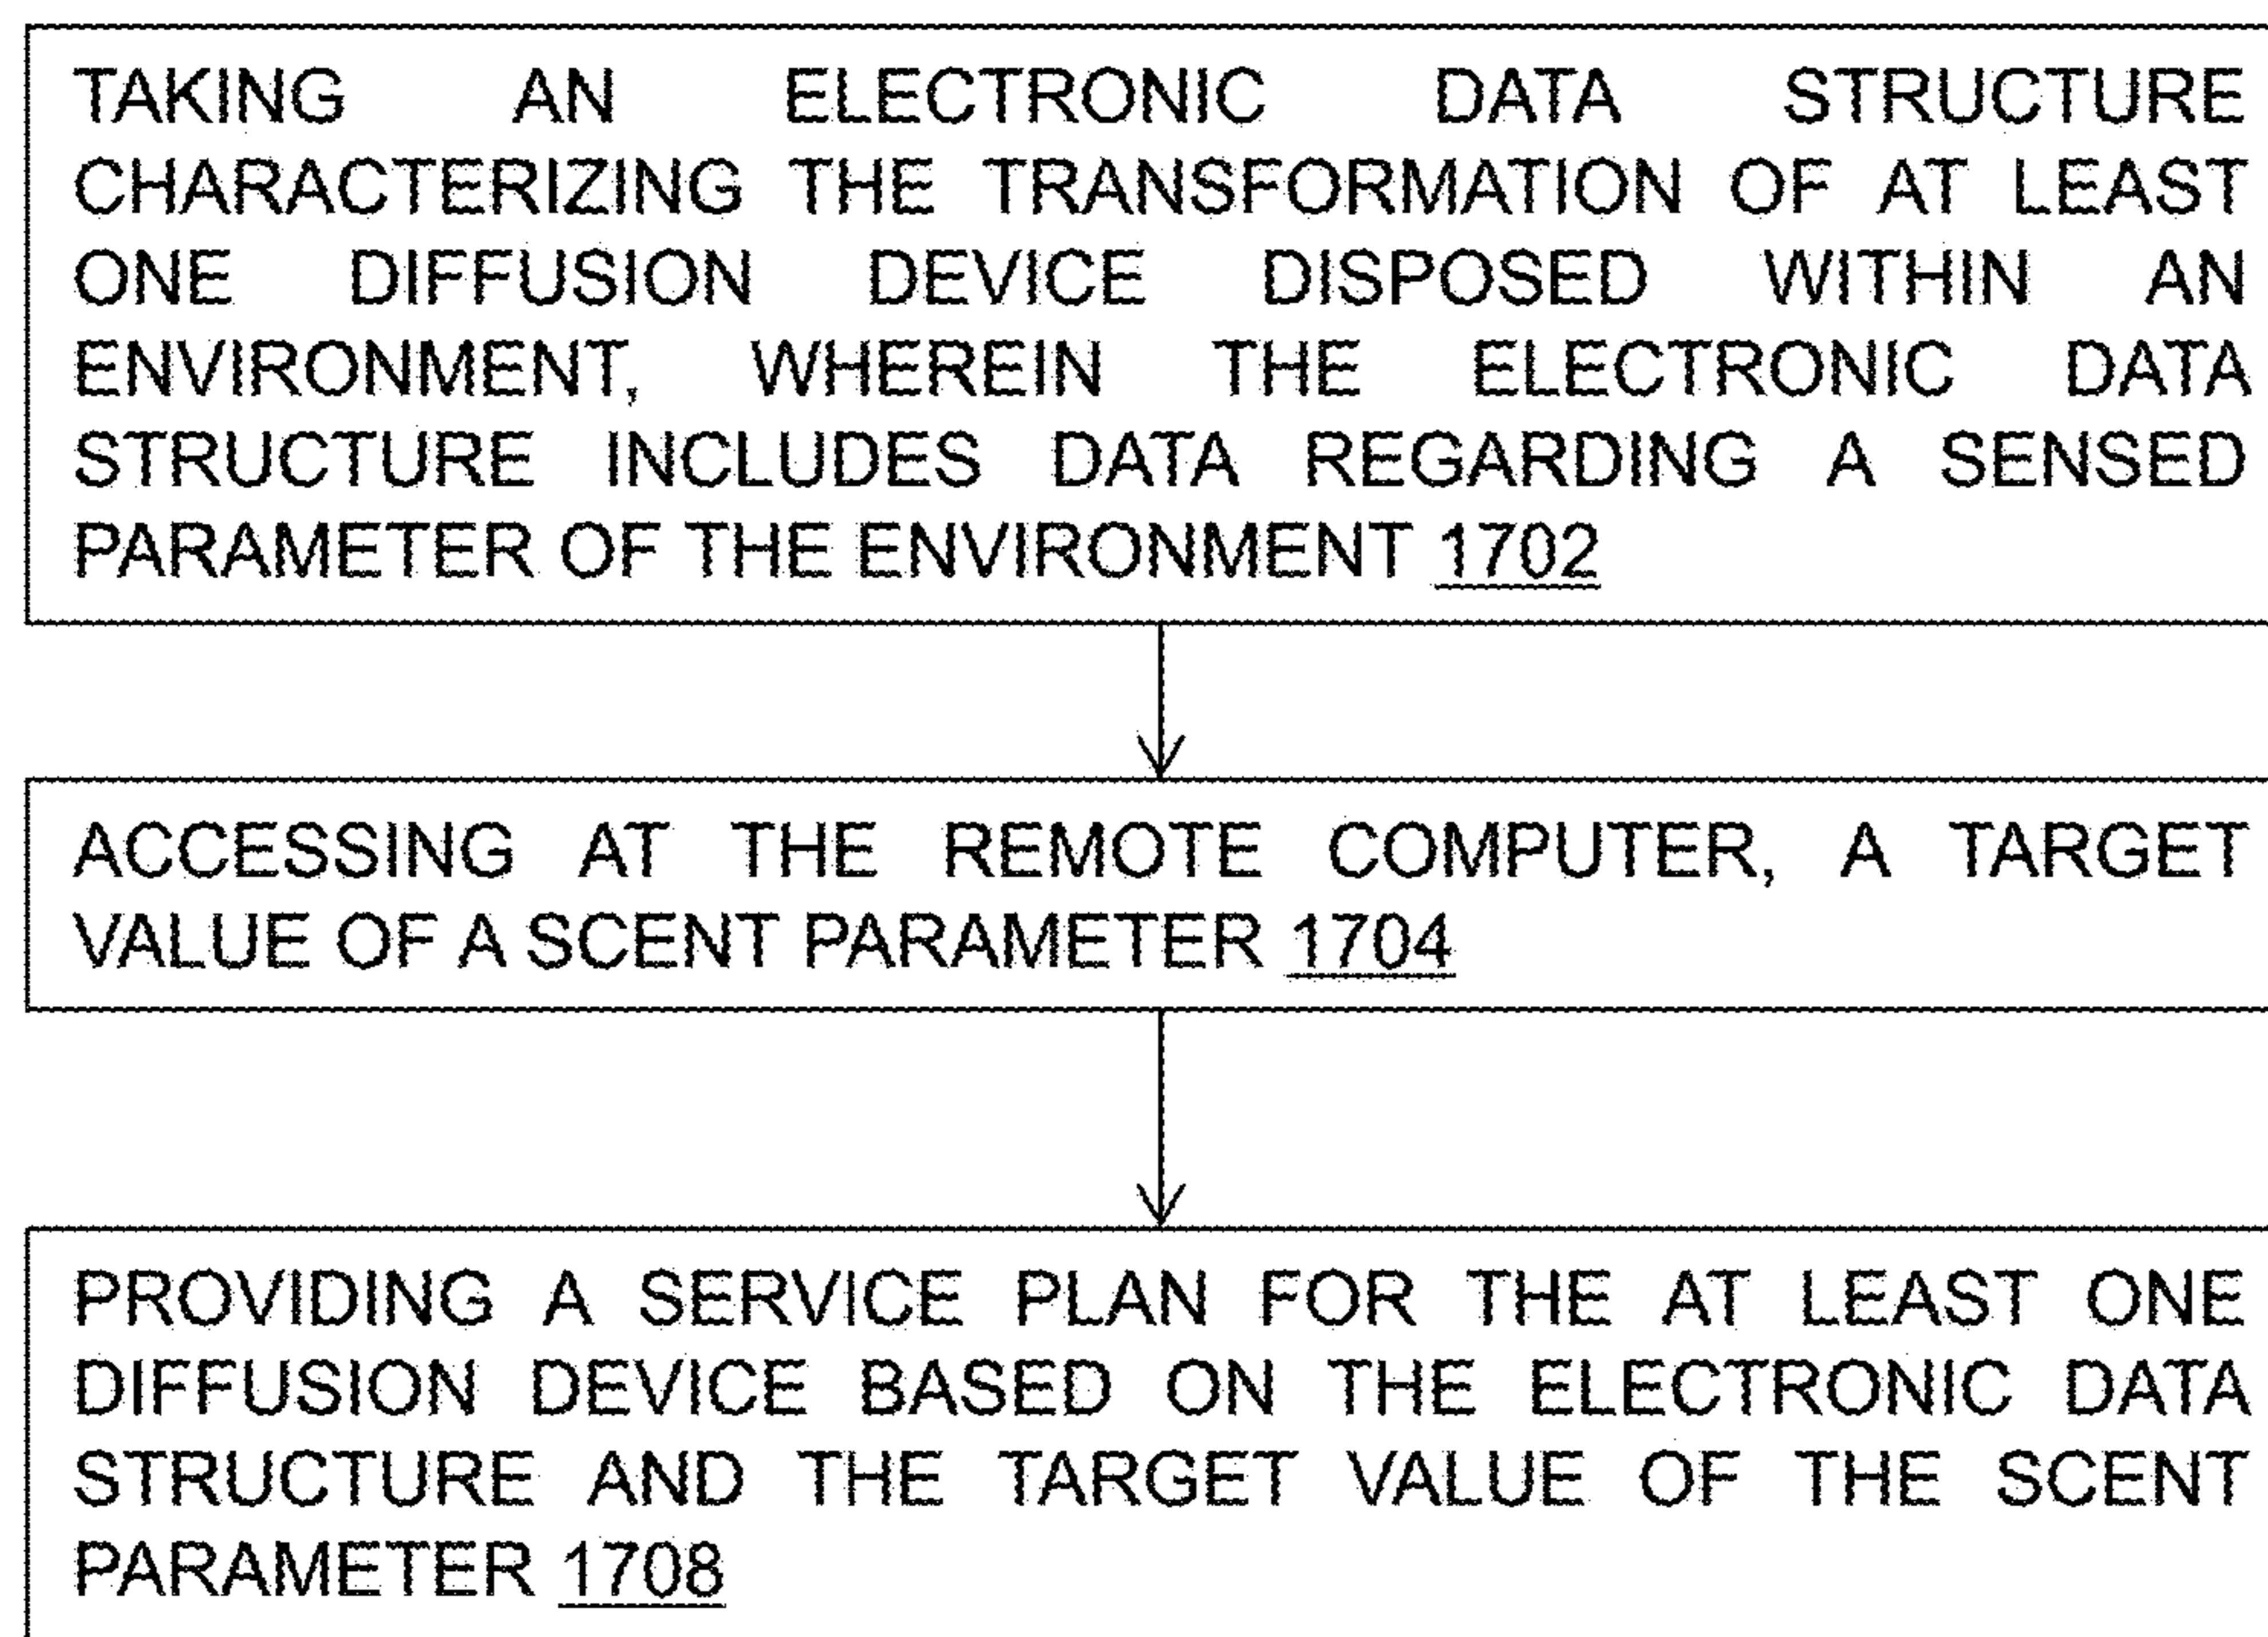 TAKING AN ELECTRONIC DATA STRUCTURE
CHARACTERIZING THE TRANSFORMATION OF AT LEAST
ONE DIFFUSION DEVICE DISPOSED WITHIN AN
ENVIRONMENT, WHEREIN THE ELECTRONIC DATA
STRUCTURE INCLUDES DATA REGARDING A SENSED
PARAMETER OF THE ENVIRONMENT 1702
ACCESSING AT THE REMOTE COMPUTER, A TARGET
VALUE OF A SCENT PARAMETER 1704
PROVIDING A SERVICE PLAN FOR THE AT LEAST ONE
DIFFUSION DEVICE BASED ON THE ELECTRONIC DATA
STRUCTURE AND THE TARGET VALUE OF THE SCENT
PARAMETER 1708